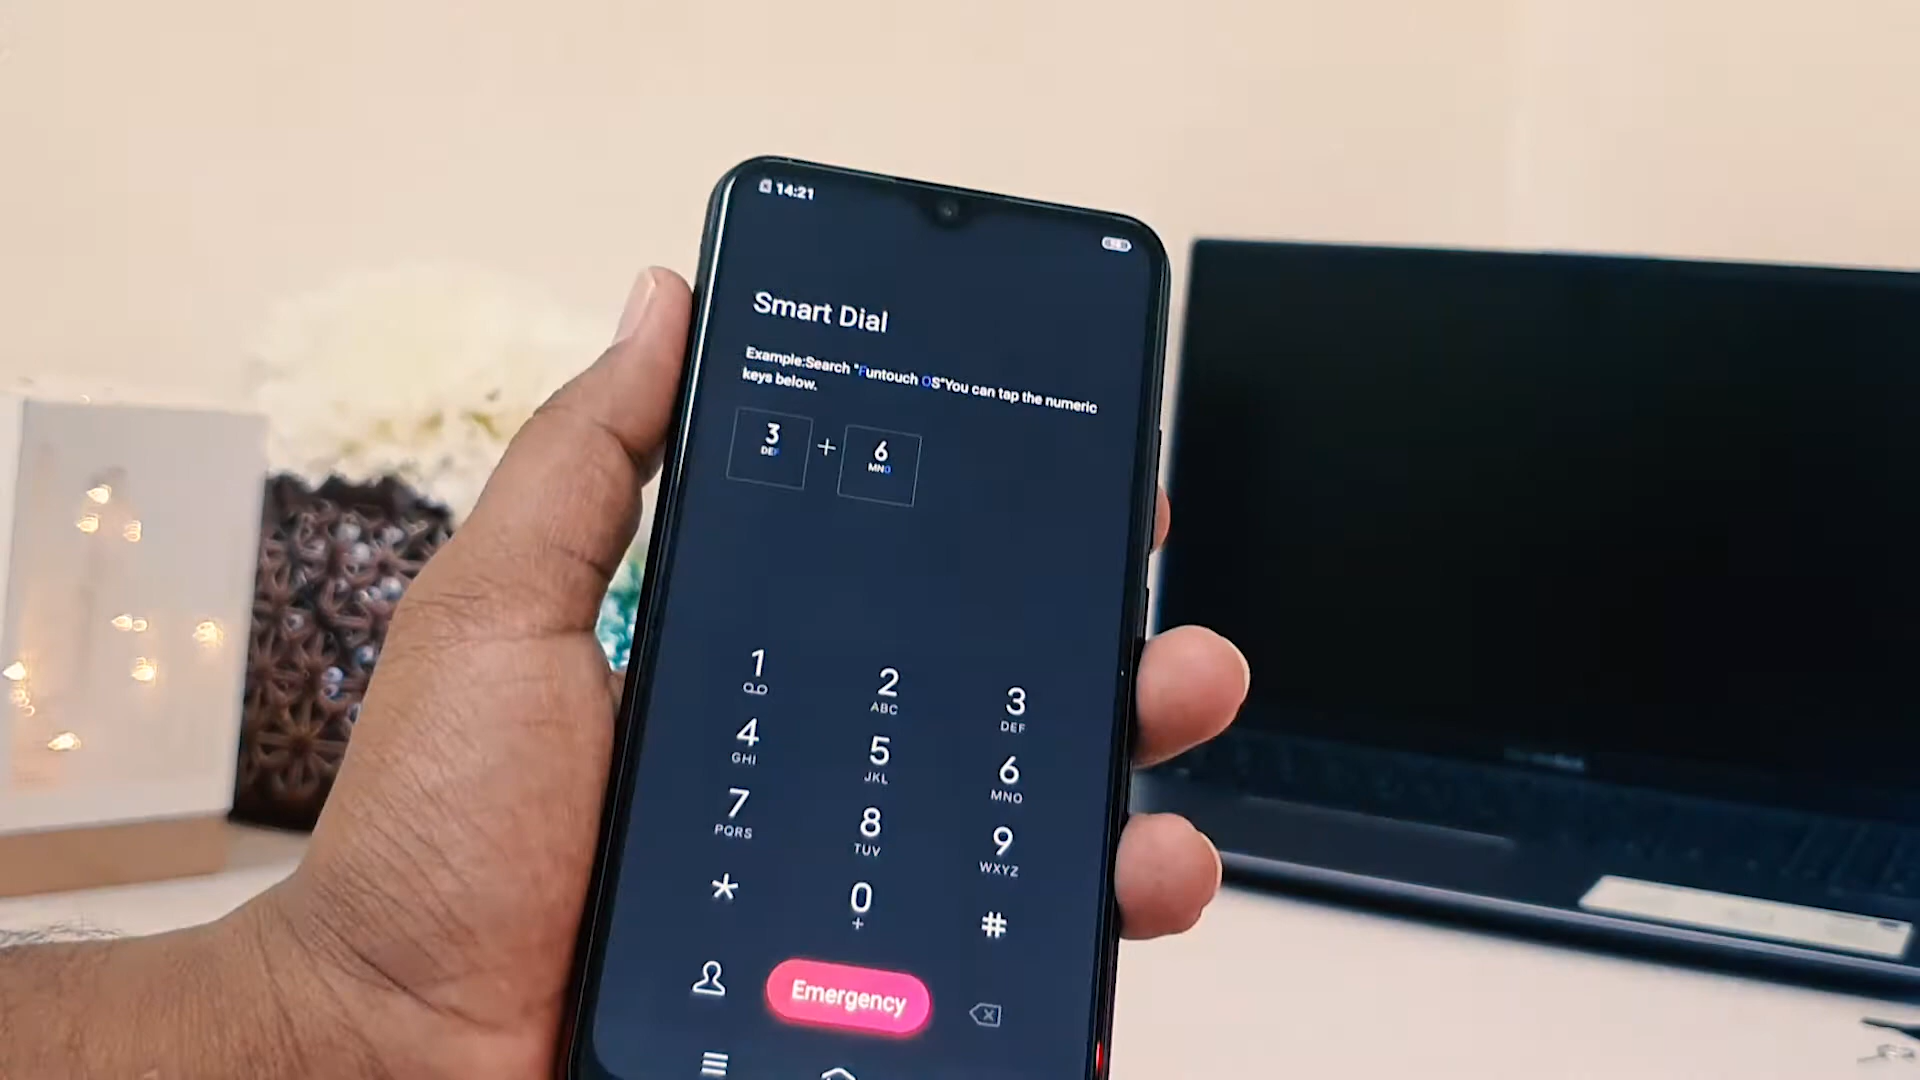 14:21
Smart Dial
Example:Search "Funtouch OS"You can tap the numeric
keys below.
3 + 6
DEF MNO
1 2 3
ABC DEF
4 5 6
GHI JKL MNO
7 8 9
PQRS TUV WXYZ
* 0 #
+
Emergency